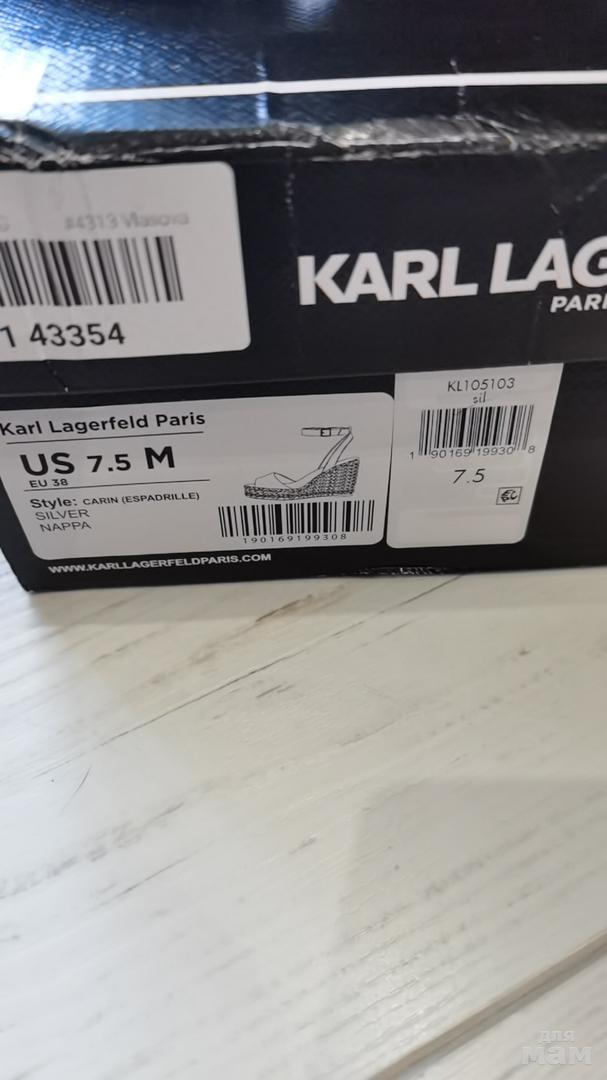 #4313 Vlasova
1 43354
KARL LAG
PARI
Karl Lagerfeld Paris
US 7.5 M
EU 38
Style: CARIN (ESPADRILLE)
SILVER
NAPPA
190169199308
WWW.KARLLAGERFELDPARIS.COM
KL105103
sil
1 90169 19930 8
7.5
для
мам